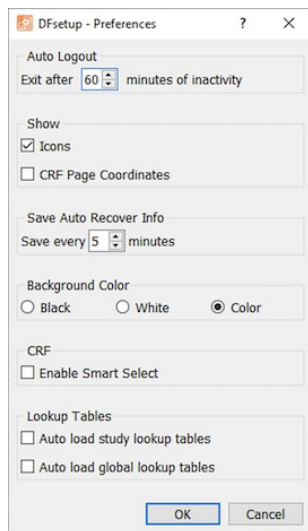 DFsetup - Preferences ? ×
Auto Logout
Exit after 60 minutes of inactivity
Show
Icons
CRF Page Coordinates
Save Auto Recover Info
Save every 5 minutes
Background Color
Black White Color
CRF
Enable Smart Select
Lookup Tables
Auto load study lookup tables
Auto load global lookup tables
OK Cancel